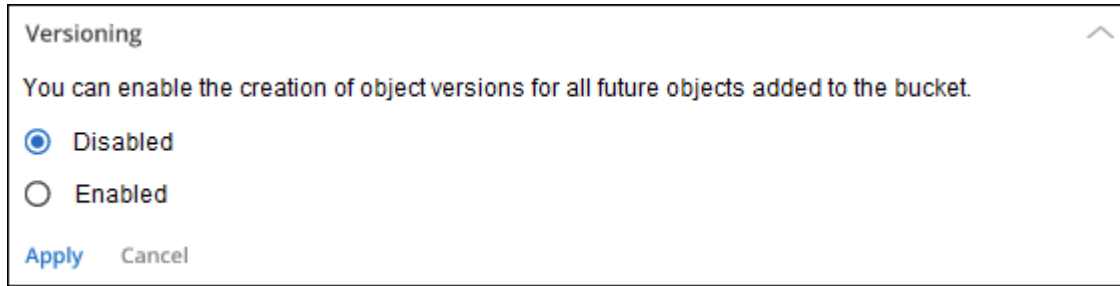 Versioning
You can enable the creation of object versions for all future objects added to the bucket.
Disabled
Enabled
Apply Cancel